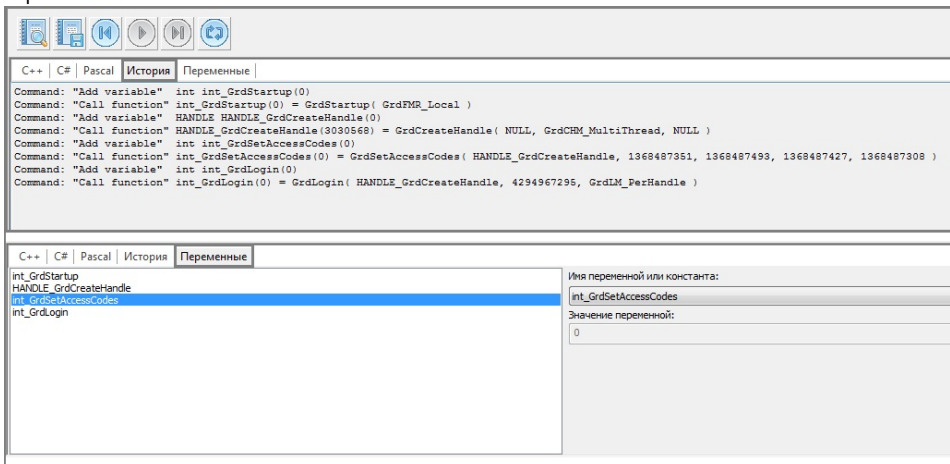 C++ C# Pascal История Переменные
Command: "Add variable" int int_GrdStartup(0)
Command: "Call function" int_GrdStartup(0) = GrdStartup( GrdFMR_Local )
Command: "Add variable" HANDLE HANDLE_GrdCreateHandle(0)
Command: "Call function" HANDLE_GrdCreateHandle(3030568) = GrdCreateHandle( NULL, GrdCHM_MultiThread, NULL )
Command: "Add variable" int int_GrdSetAccessCodes(0)
Command: "Call function" int_GrdSetAccessCodes(0) = GrdSetAccessCodes( HANDLE_GrdCreateHandle, 1368487351, 1368487493, 1368487427, 1368487308 )
Command: "Add variable" int int_GrdLogin(0)
Command: "Call function" int_GrdLogin(0) = GrdLogin( HANDLE_GrdCreateHandle, 4294967295, GrdLM_PerHandle )
C++ C# Pascal История Переменные
int_GrdStartup
HANDLE_GrdCreateHandle
int_GrdSetAccessCodes
int_GrdLogin
Имя переменной или константа:
int_GrdSetAccessCodes
Значение переменной:
0